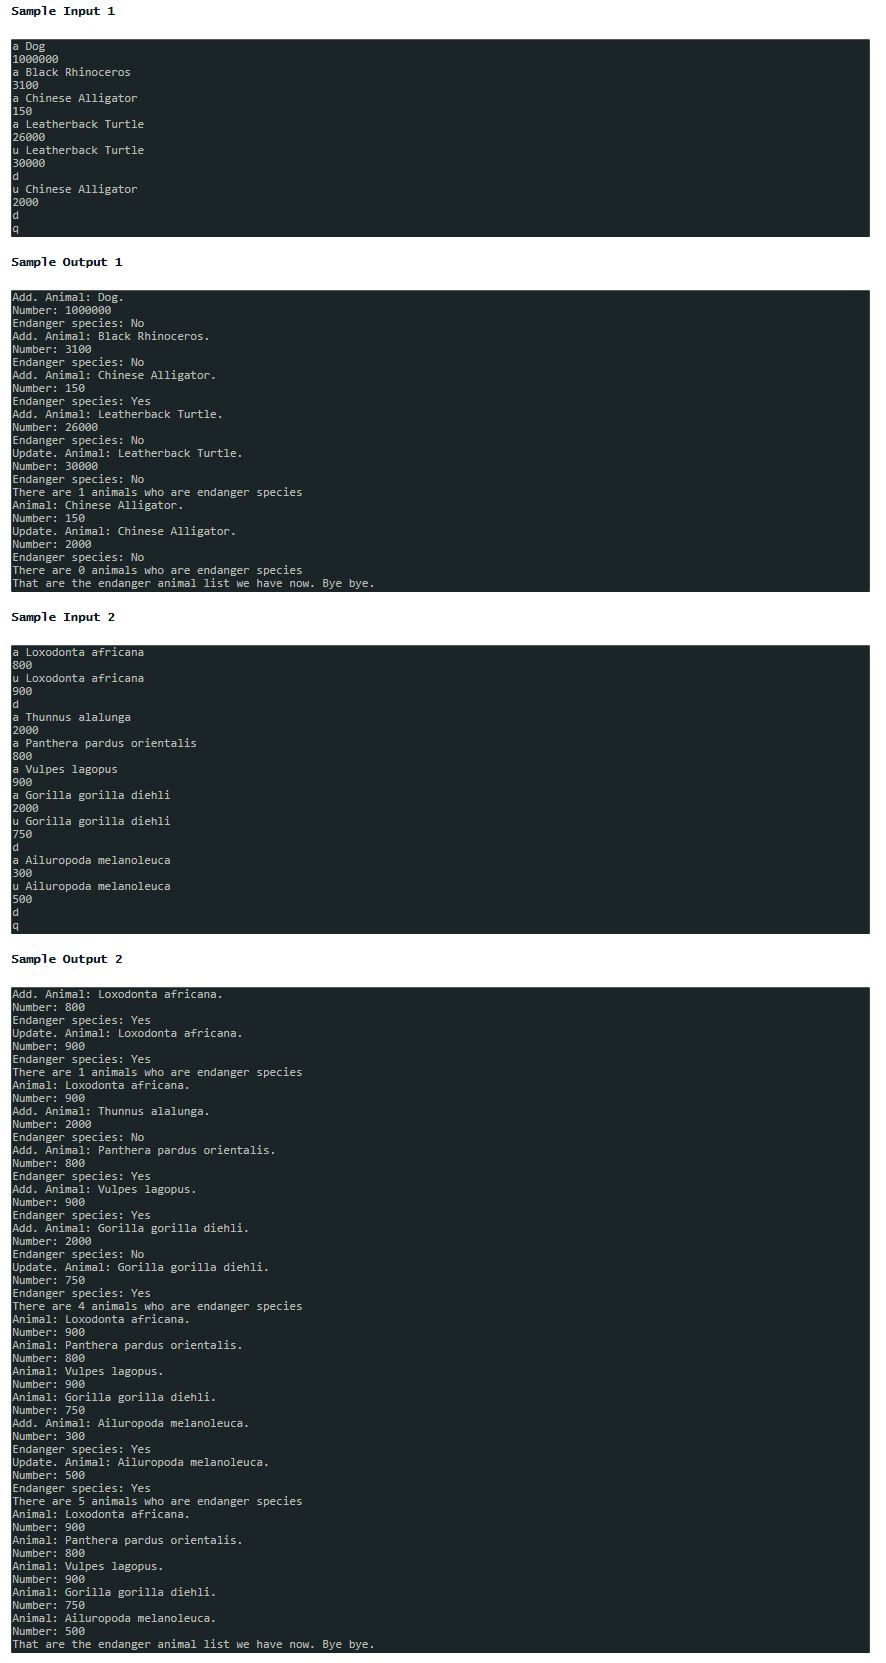 Sample Input 1
a Dog
1000000
a Black Rhinoceros
3100
a Chinese Alligator
150
a Leatherback Turtle
26000
u Leatherback Turtle
30000
d
u Chinese Alligator
2000
d
q
Sample Output 1
Add. Animal: Dog.
Number: 1000000
Endanger species: No
Add. Animal: Black Rhinoceros.
Number: 3100
Endanger species: No
Add. Animal: Chinese Alligator.
Number: 150
Endanger species: Yes
Add. Animal: Leatherback Turtle.
Number: 26000
Endanger species: No
Update. Animal: Leatherback Turtle.
Number: 30000
Endanger species: No
There are 1 animals who are endanger species
Animal: Chinese Alligator.
Number: 150
Update. Animal: Chinese Alligator.
Number: 2000
Endanger species: No
There are 0 animals who are endanger species
That are the endanger animal list we have now. Bye bye.
Sample Input 2
a Loxodonta africana
800
u Loxodonta africana
900
d
a Thunnus alalunga
2000
a Panthera pardus orientalis
800
a Vulpes lagopus
900
a Gorilla gorilla diehli
2000
u Gorilla gorilla diehli
750
d
a Ailuropoda melanoleuca
300
u Ailuropoda melanoleuca
500
d
q
Sample Output 2
Add. Animal: Loxodonta africana.
Number: 800
Endanger species: Yes
Update. Animal: Loxodonta africana.
Number: 900
Endanger species: Yes
There are 1 animals who are endanger species
Animal: Loxodonta africana.
Number: 900
Add. Animal: Thunnus alalunga.
Number: 2000
Endanger species: No
Add. Animal: Panthera pardus orientalis.
Number: 800
Endanger species: Yes
Add. Animal: Vulpes lagopus.
Number: 900
Endanger species: Yes
Add. Animal: Gorilla gorilla diehli.
Number: 2000
Endanger species: No
Update. Animal: Gorilla gorilla diehli.
Number: 750
Endanger species: Yes
There are 4 animals who are endanger species
Animal: Loxodonta africana.
Number: 900
Animal: Panthera pardus orientalis.
Number: 800
Animal: Vulpes lagopus.
Number: 900
Animal: Gorilla gorilla diehli.
Number: 750
Add. Animal: Ailuropoda melanoleuca.
Number: 300
Endanger species: Yes
Update. Animal: Ailuropoda melanoleuca.
Number: 500
Endanger species: Yes
There are 5 animals who are endanger species
Animal: Loxodonta africana.
Number: 900
Animal: Panthera pardus orientalis.
Number: 800
Animal: Vulpes lagopus.
Number: 900
Animal: Gorilla gorilla diehli.
Number: 750
Animal: Ailuropoda melanoleuca.
Number: 500
That are the endanger animal list we have now. Bye bye.